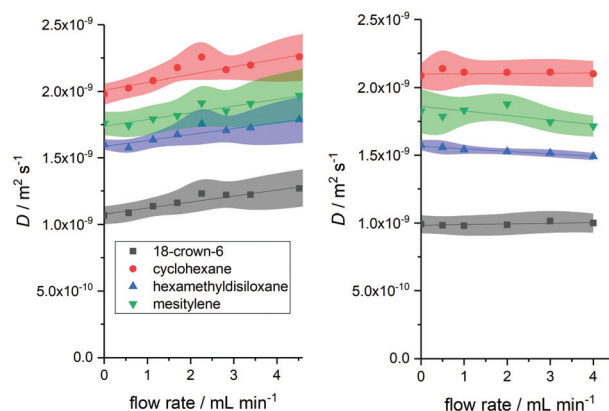 2.5x10⁻⁹
2.0x10⁻⁹
1.5x10⁻⁹
1.0x10⁻⁹
5.0x10⁻¹⁰
0.0
D / m² s⁻¹
18-crown-6
cyclohexane
hexamethyldisiloxane
mesitylene
0 1 2 3 4
flow rate / mL min⁻¹
2.5x10⁻⁹
2.0x10⁻⁹
1.5x10⁻⁹
1.0x10⁻⁹
5.0x10⁻¹⁰
0.0
D / m² s⁻¹
0 1 2 3 4
flow rate / mL min⁻¹